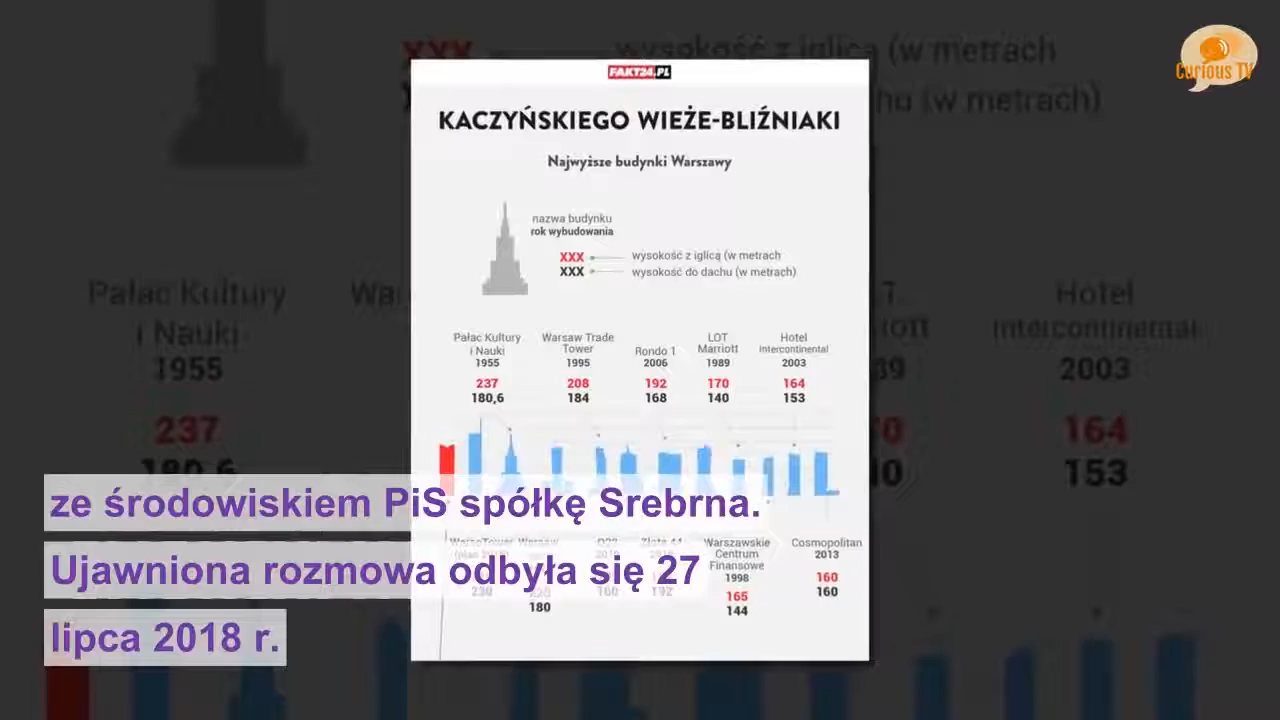 Curious TV
FAKT24.PL
KACZYŃSKIEGO WIEŻE-BLIŹNIAKI
Najwyższe budynki Warszawy
nazwa budynku
rok wybudowania
XXX wysokość z iglicą (w metrach
XXX wysokość do dachu (w metrach)
Pałac Kultury i Nauki 1955 237 180,6
Warsaw Trade Tower 1995 208 184
Rondo 1 2006 192 168
LOT Marriott 1989 170 140
Hotel Intercontinental 2003 164 153
ze środowiskiem PiS spółkę Srebrna.
Ujawniona rozmowa odbyła się 27
lipca 2018 r.
Złota 44
192
180
Warszawskie Centrum Finansowe 1998 165 144
Cosmopolitan 2013 160 160